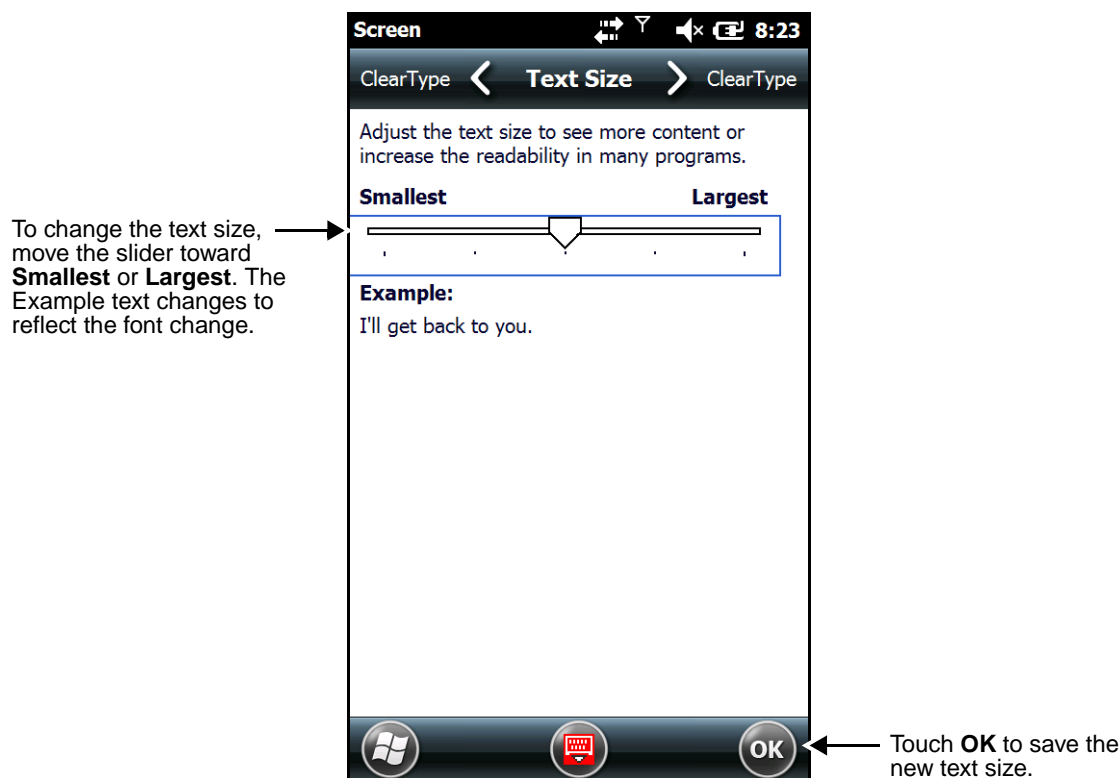 Screen 8:23
ClearType Text Size ClearType
Adjust the text size to see more content or
increase the readability in many programs.
Smallest Largest
To change the text size,
move the slider toward
Smallest or Largest. The
Example text changes to
reflect the font change.
Example:
I'll get back to you.
OK
Touch OK to save the
new text size.